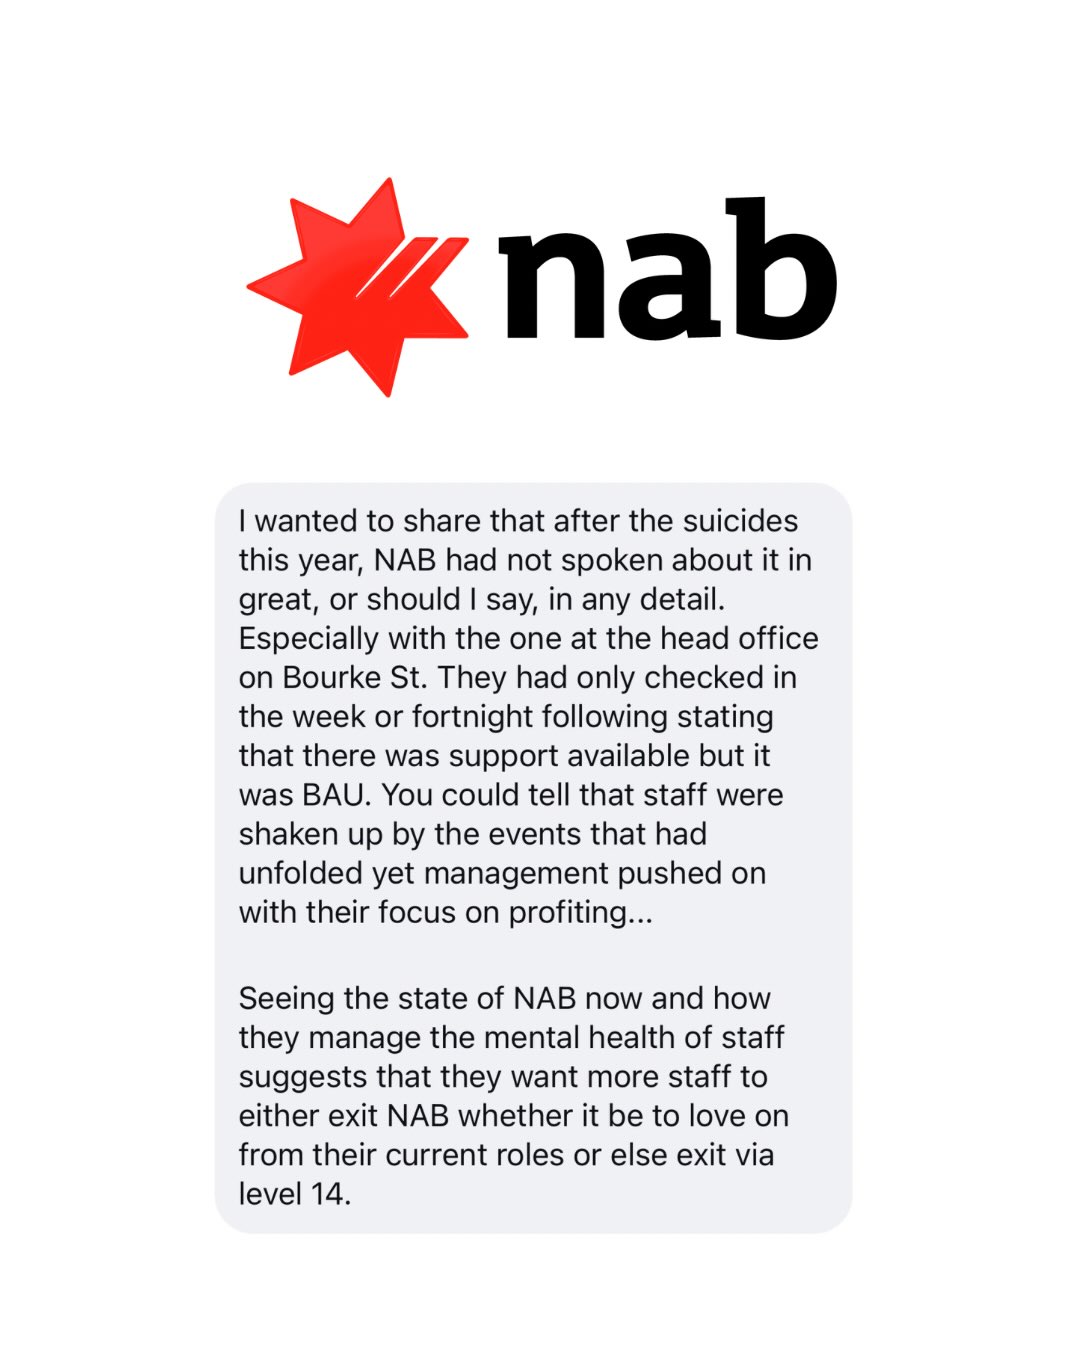 nab
I wanted to share that after the suicides
this year, NAB had not spoken about it in
great, or should I say, in any detail.
Especially with the one at the head office
on Bourke St. They had only checked in
the week or fortnight following stating
that there was support available but it
was BAU. You could tell that staff were
shaken up by the events that had
unfolded yet management pushed on
with their focus on profiting...
Seeing the state of NAB now and how
they manage the mental health of staff
suggests that they want more staff to
either exit NAB whether it be to love on
from their current roles or else exit via
level 14.